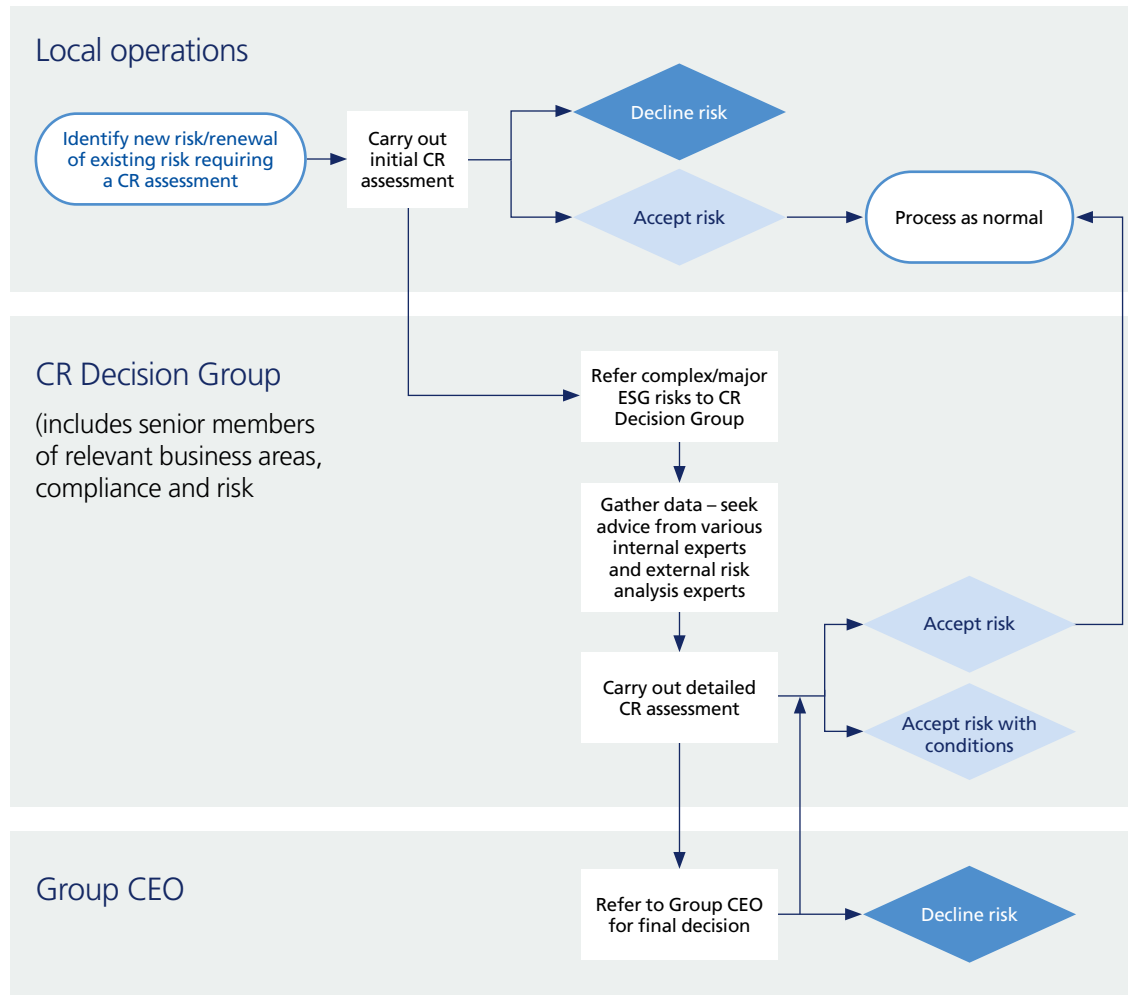 Local operations
Identify new risk/renewal
of existing risk requiring
a CR assessment
Carry out
initial CR
assessment
Decline risk
Accept risk
Process as normal
CR Decision Group
(includes senior members
of relevant business areas,
compliance and risk
Refer complex/major
ESG risks to CR
Decision Group
Gather data – seek
advice from various
internal experts
and external risk
analysis experts
Carry out detailed
CR assessment
Accept risk
Accept risk with
conditions
Group CEO
Refer to Group CEO
for final decision
Decline risk